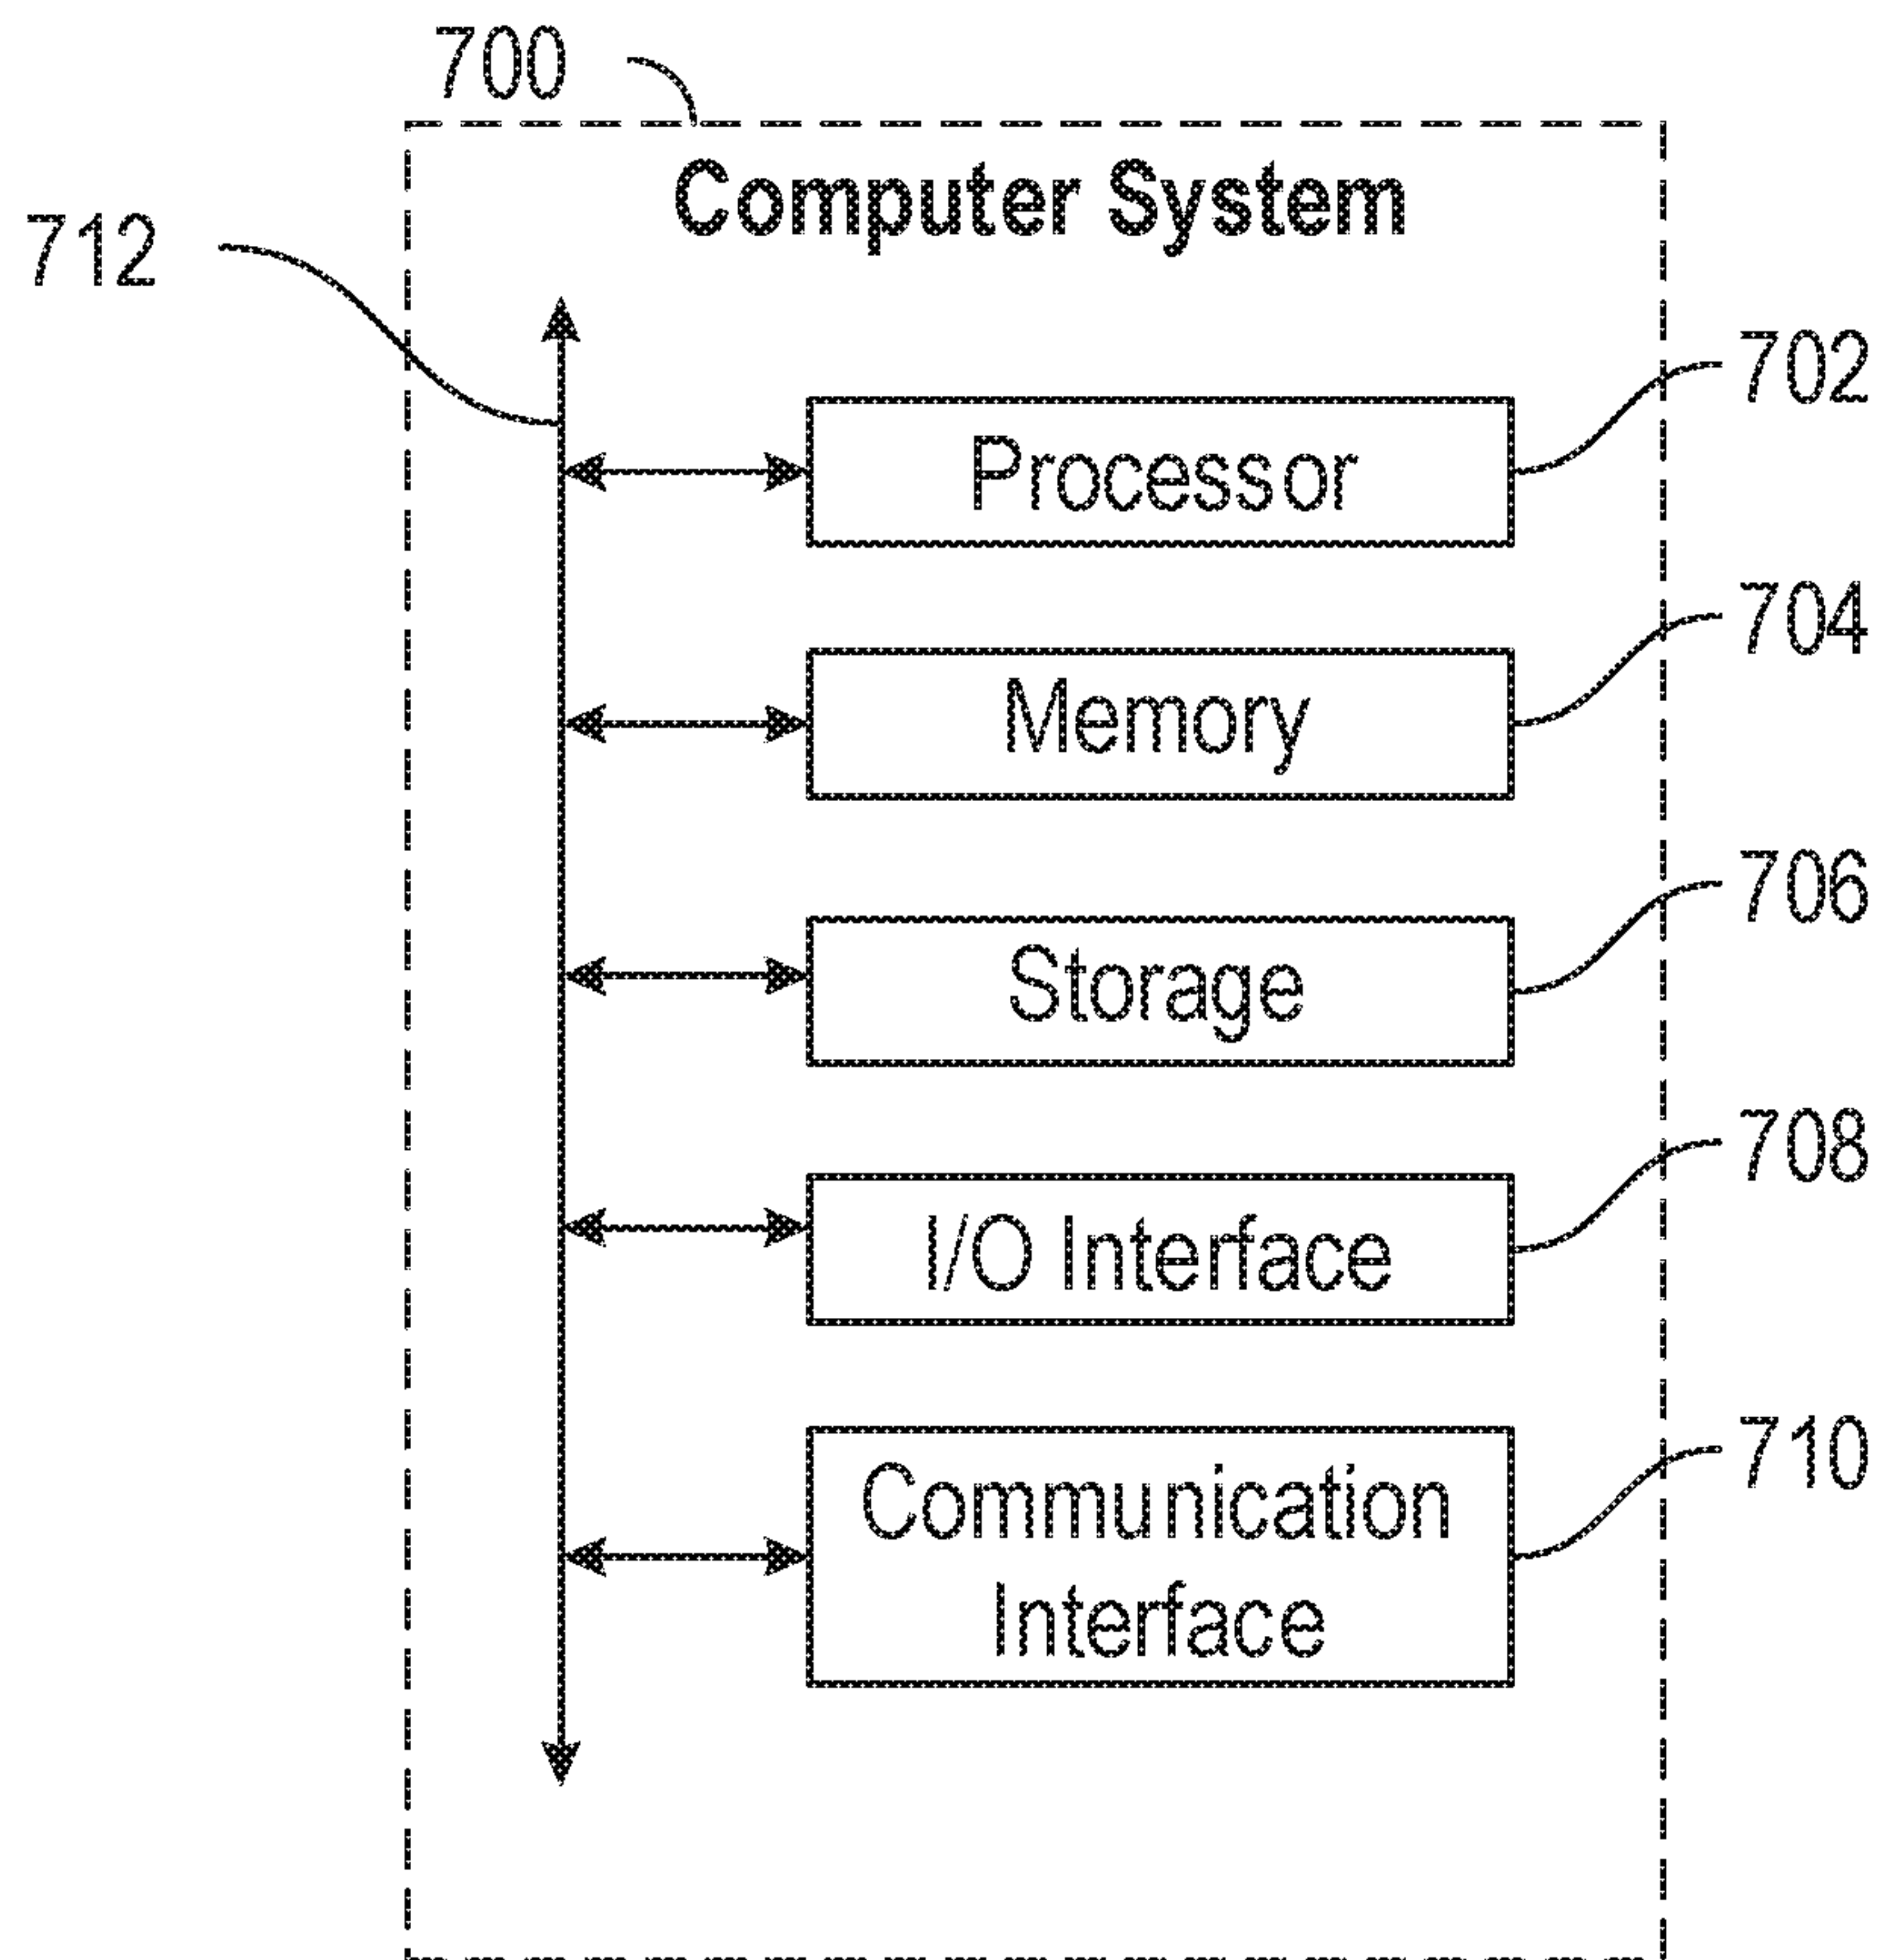 700
Computer System
712
702
Processor
704
Memory
706
Storage
708
I/O Interface
710
Communication
Interface